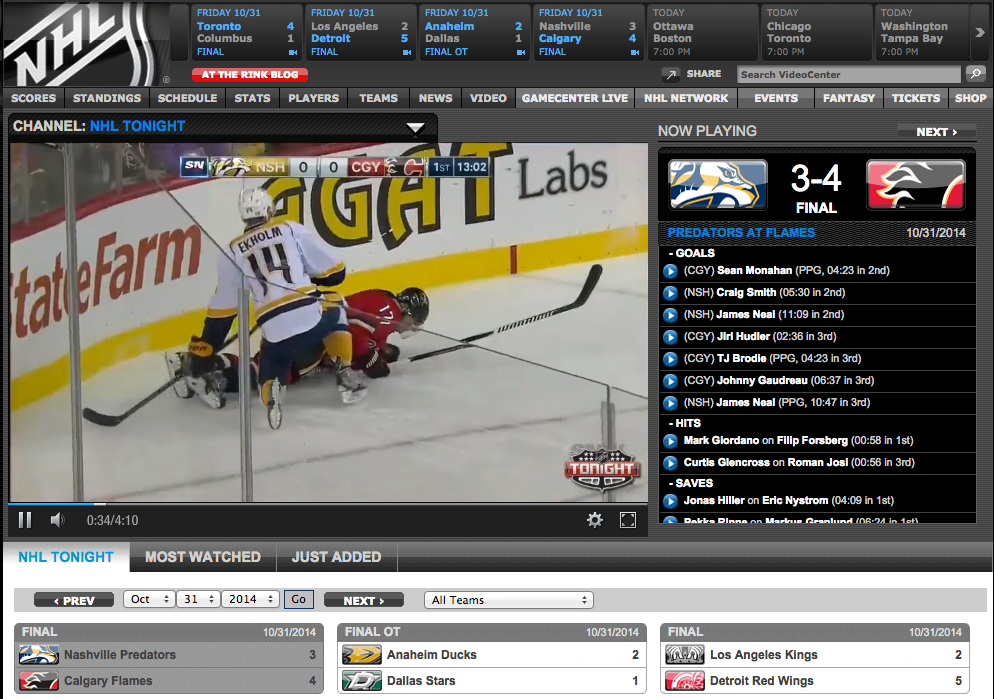 NHL
®
FRIDAY 10/31
Toronto 4
Columbus 1
FINAL
FRIDAY 10/31
Los Angeles 2
Detroit 5
FINAL
FRIDAY 10/31
Anaheim 2
Dallas 1
FINAL OT
FRIDAY 10/31
Nashville 3
Calgary 4
FINAL
TODAY
Ottawa
Boston
7:00 PM
TODAY
Chicago
Toronto
7:00 PM
TODAY
Washington
Tampa Bay
7:00 PM
AT THE RINK BLOG
SHARE
Search VideoCenter
SCORES STANDINGS SCHEDULE STATS PLAYERS TEAMS NEWS VIDEO GAMECENTER LIVE NHL NETWORK EVENTS FANTASY TICKETS SHOP
CHANNEL: NHL TONIGHT
SN NSH 0 0 CGY 1ST 13:02
StateFarm
GAT
Labs
EKHOLM
14
17
TONIGHT
0:34/4:10
NOW PLAYING
NEXT ›
3-4
FINAL
PREDATORS AT FLAMES 10/31/2014
- GOALS
(CGY) Sean Monahan (PPG, 04:23 in 2nd)
(NSH) Craig Smith (05:30 in 2nd)
(NSH) James Neal (11:09 in 2nd)
(CGY) Jiri Hudler (02:36 in 3rd)
(CGY) TJ Brodie (PPG, 04:23 in 3rd)
(CGY) Johnny Gaudreau (06:37 in 3rd)
(NSH) James Neal (PPG, 10:47 in 3rd)
- HITS
Mark Giordano on Filip Forsberg (00:58 in 1st)
Curtis Glencross on Roman Josi (00:56 in 3rd)
- SAVES
Jonas Hiller on Eric Nystrom (04:09 in 1st)
Pekka Rinne on Markus Granlund (06:24 in 1st)
NHL TONIGHT MOST WATCHED JUST ADDED
‹ PREV Oct 31 2014 Go NEXT › All Teams
FINAL 10/31/2014
Nashville Predators 3
Calgary Flames 4
FINAL OT 10/31/2014
Anaheim Ducks 2
Dallas Stars 1
FINAL 10/31/2014
Los Angeles Kings 2
Detroit Red Wings 5